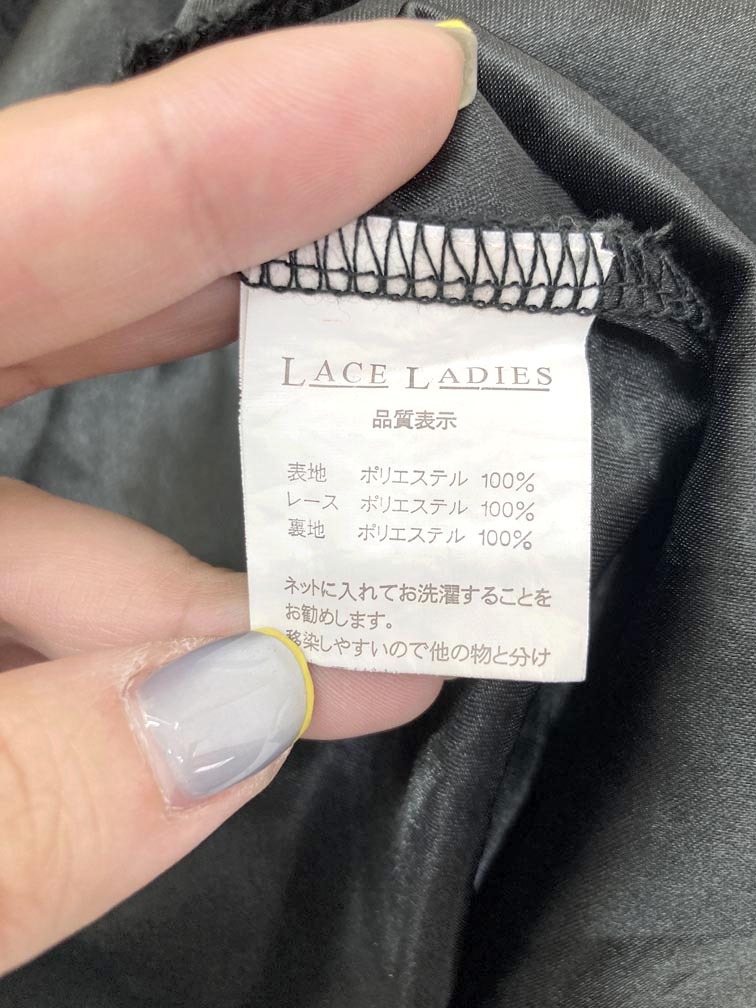 LACE LADIES
品質表示
表地 ポリエステル 100%
レース ポリエステル 100%
裏地 ポリエステル 100%
ネットに入れてお洗濯することを
お勧めします。
移染しやすいので他の物と分け